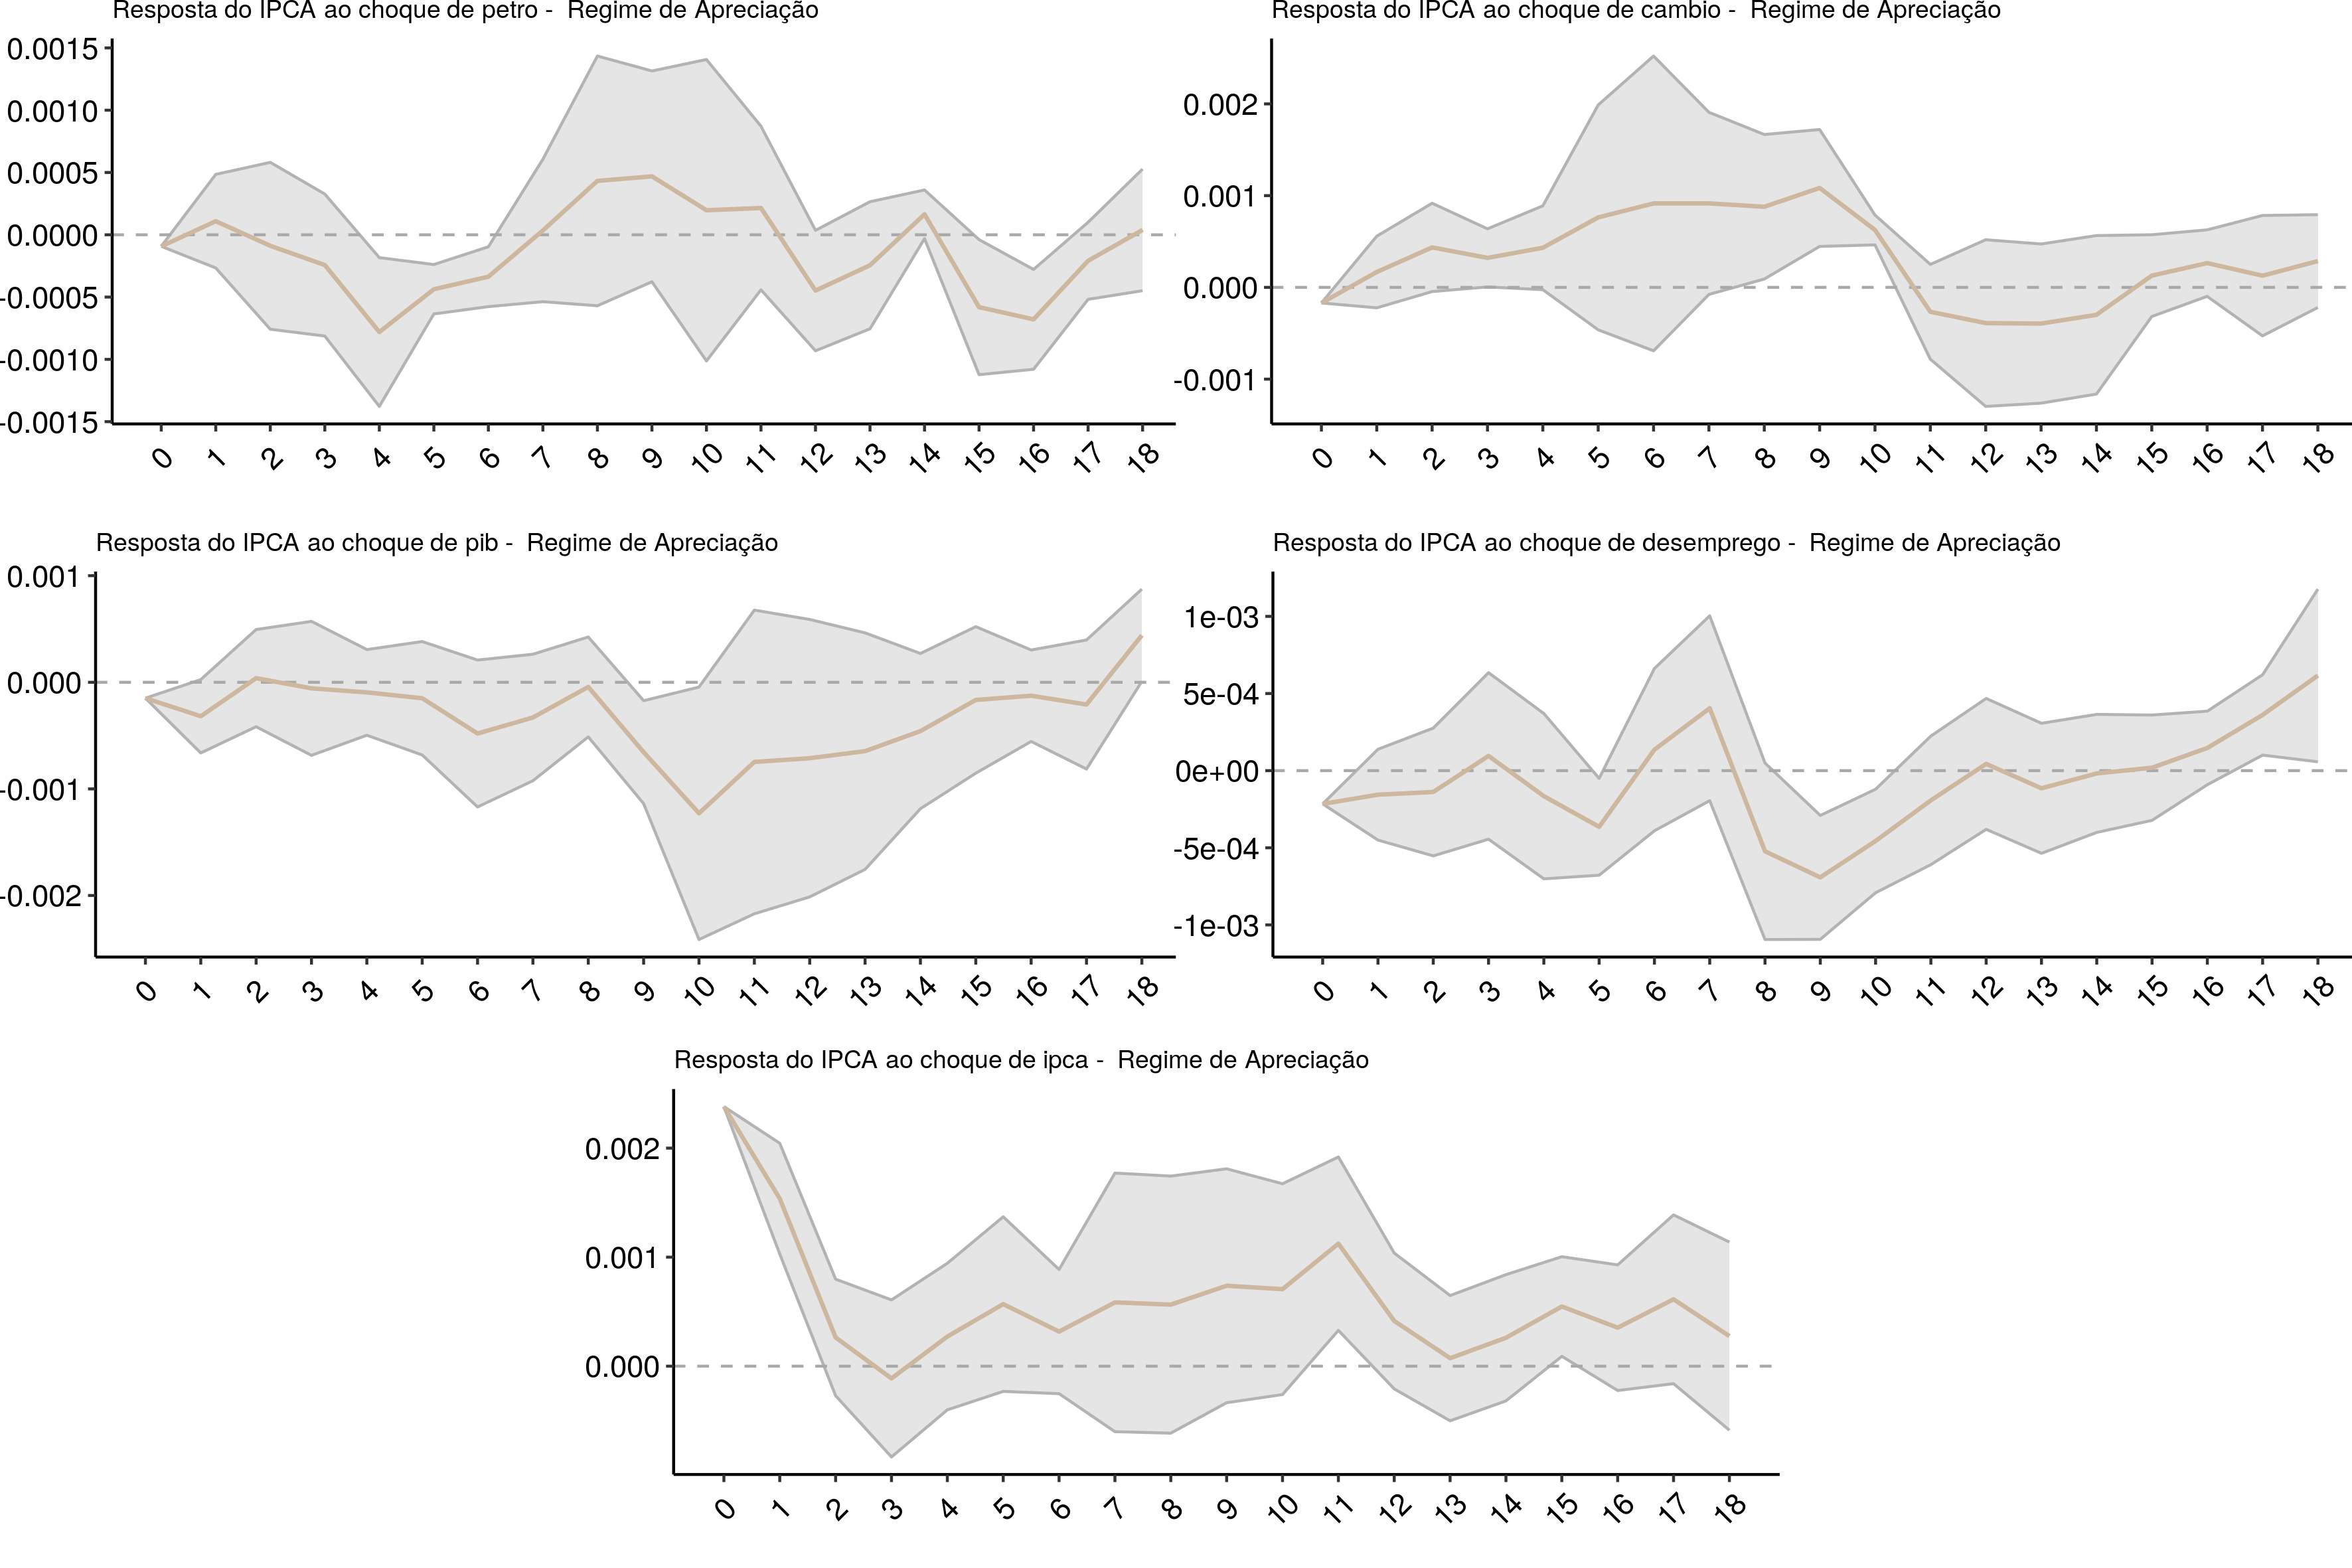 Resposta do IPCA ao choque de petro - Regime de Apreciação
0.0015
0.0010
0.0005
0.0000
-0.0005
-0.0010
-0.0015
0 1 2 3 4 5 6 7 8 9 10 11 12 13 14 15 16 17 18
Resposta do IPCA ao choque de cambio - Regime de Apreciação
0.002
0.001
0.000
-0.001
0 1 2 3 4 5 6 7 8 9 10 11 12 13 14 15 16 17 18
Resposta do IPCA ao choque de pib - Regime de Apreciação
0.001
0.000
-0.001
-0.002
0 1 2 3 4 5 6 7 8 9 10 11 12 13 14 15 16 17 18
Resposta do IPCA ao choque de desemprego - Regime de Apreciação
1e-03
5e-04
0e+00
-5e-04
-1e-03
0 1 2 3 4 5 6 7 8 9 10 11 12 13 14 15 16 17 18
Resposta do IPCA ao choque de ipca - Regime de Apreciação
0.002
0.001
0.000
0 1 2 3 4 5 6 7 8 9 10 11 12 13 14 15 16 17 18